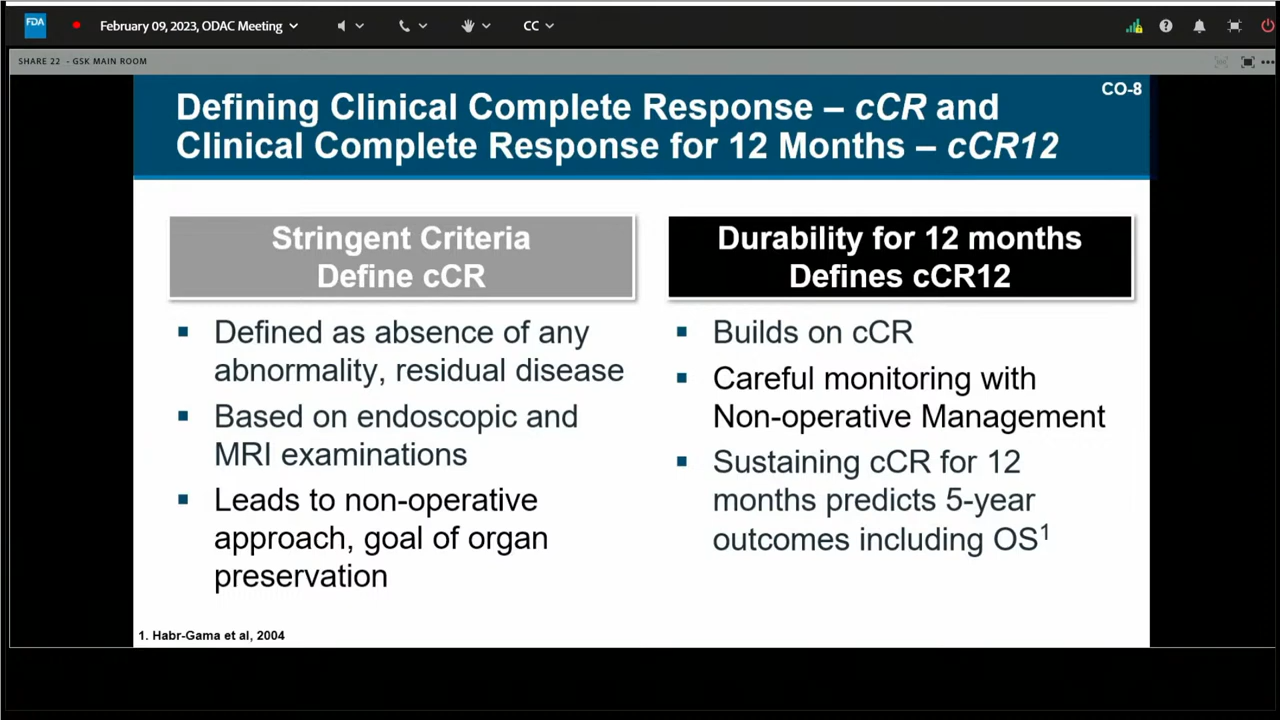 FDA
February 09, 2023, ODAC Meeting
CC
SHARE 22 - GSK MAIN ROOM
CO-8
Defining Clinical Complete Response – cCR and
Clinical Complete Response for 12 Months – cCR12
Stringent Criteria
Define cCR
▪ Defined as absence of any
abnormality, residual disease
▪ Based on endoscopic and
MRI examinations
▪ Leads to non-operative
approach, goal of organ
preservation
Durability for 12 months
Defines cCR12
▪ Builds on cCR
▪ Careful monitoring with
Non-operative Management
▪ Sustaining cCR for 12
months predicts 5-year
outcomes including OS¹
1. Habr-Gama et al, 2004